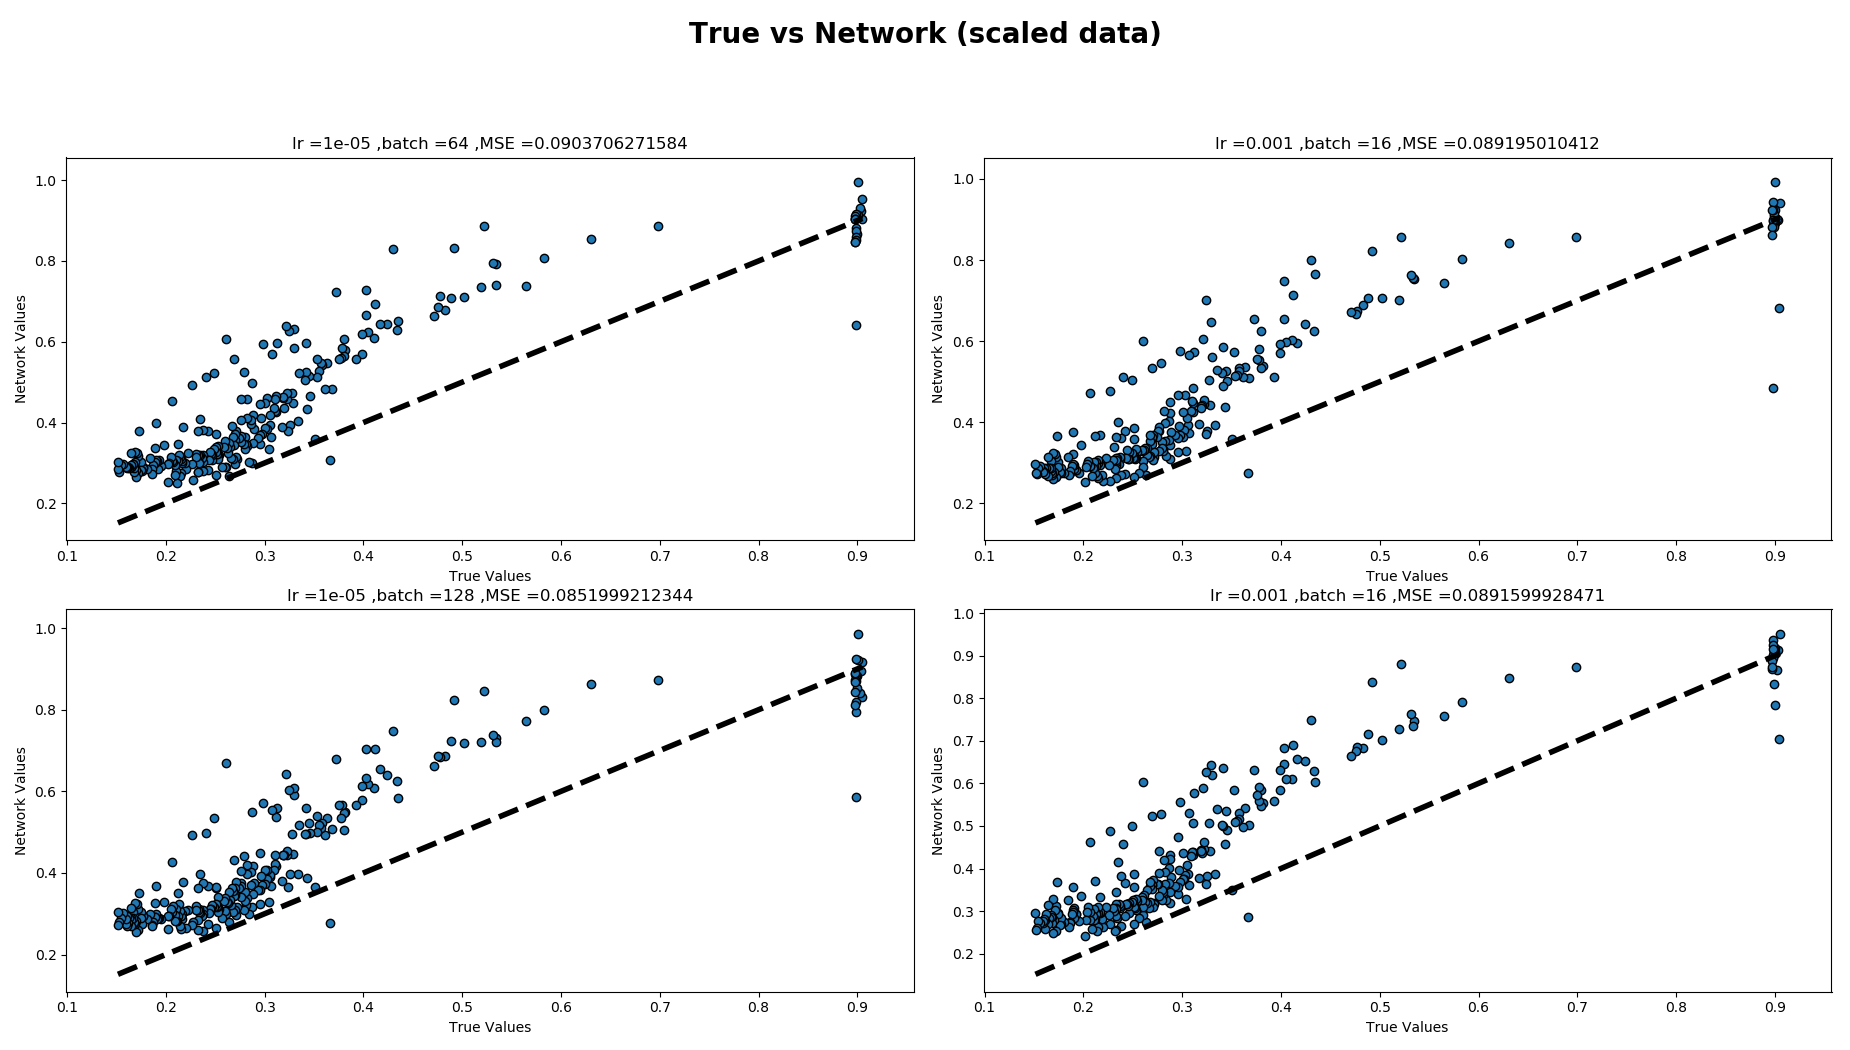 True vs Network (scaled data)
lr =1e-05 ,batch =64 ,MSE =0.0903706271584
1.0
0.8
0.6
0.4
0.2
Network Values
0.1 0.2 0.3 0.4 0.5 0.6 0.7 0.8 0.9
True Values
lr =0.001 ,batch =16 ,MSE =0.089195010412
1.0
0.8
0.6
0.4
0.2
Network Values
0.1 0.2 0.3 0.4 0.5 0.6 0.7 0.8 0.9
True Values
lr =1e-05 ,batch =128 ,MSE =0.0851999212344
1.0
0.8
0.6
0.4
0.2
Network Values
0.1 0.2 0.3 0.4 0.5 0.6 0.7 0.8 0.9
True Values
lr =0.001 ,batch =16 ,MSE =0.0891599928471
1.0
0.9
0.8
0.7
0.6
0.5
0.4
0.3
0.2
Network Values
0.1 0.2 0.3 0.4 0.5 0.6 0.7 0.8 0.9
True Values